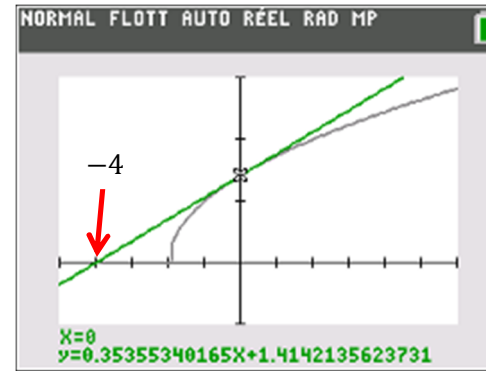 NORMAL FLOTT AUTO RÉEL RAD MP
−4
X=0
y=0.35355340165X+1.4142135623731